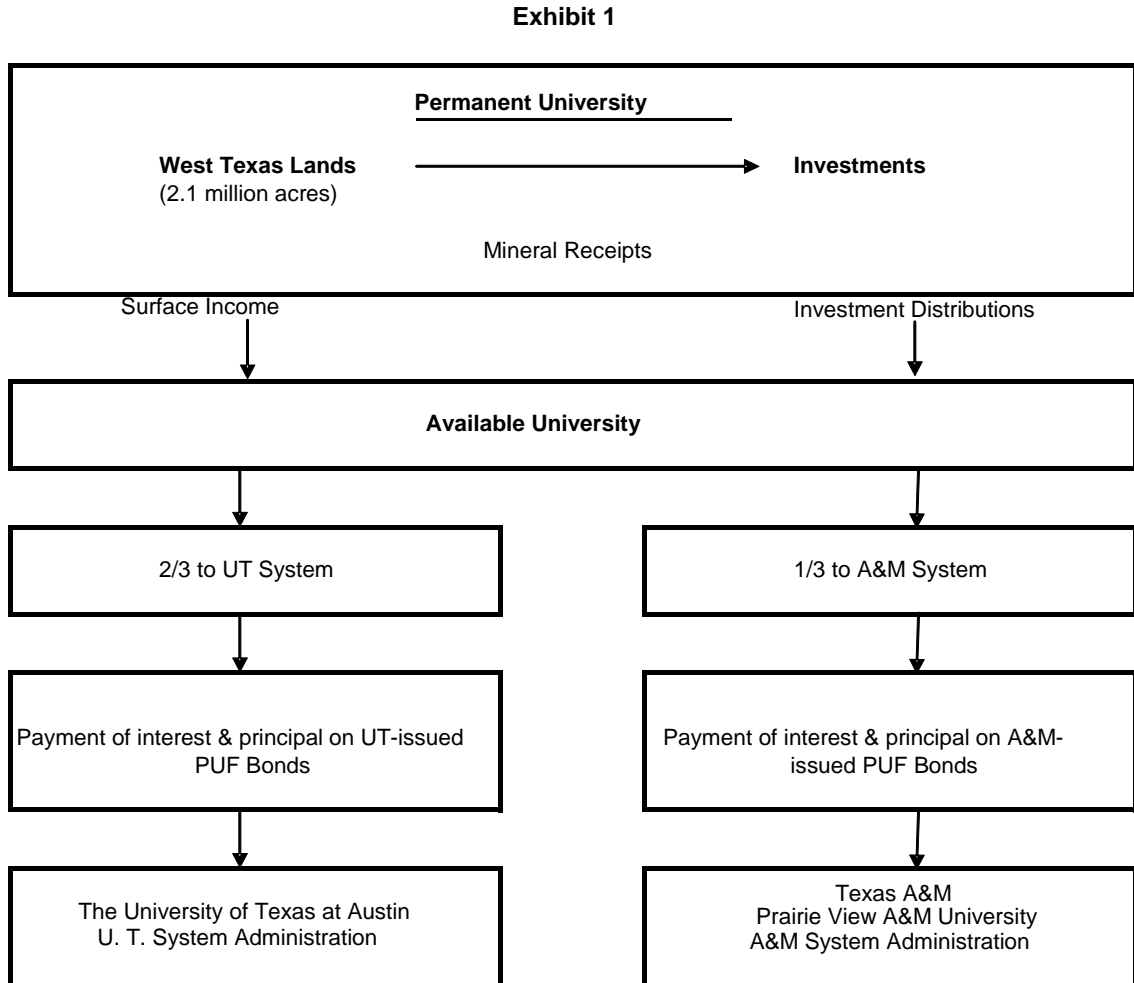 Exhibit 1
Permanent University
West Texas Lands
(2.1 million acres)
Investments
Mineral Receipts
Surface Income
Investment Distributions
Available University
2/3 to UT System
1/3 to A&M System
Payment of interest & principal on UT-issued
PUF Bonds
Payment of interest & principal on A&M-
issued PUF Bonds
The University of Texas at Austin
U. T. System Administration
Texas A&M
Prairie View A&M University
A&M System Administration